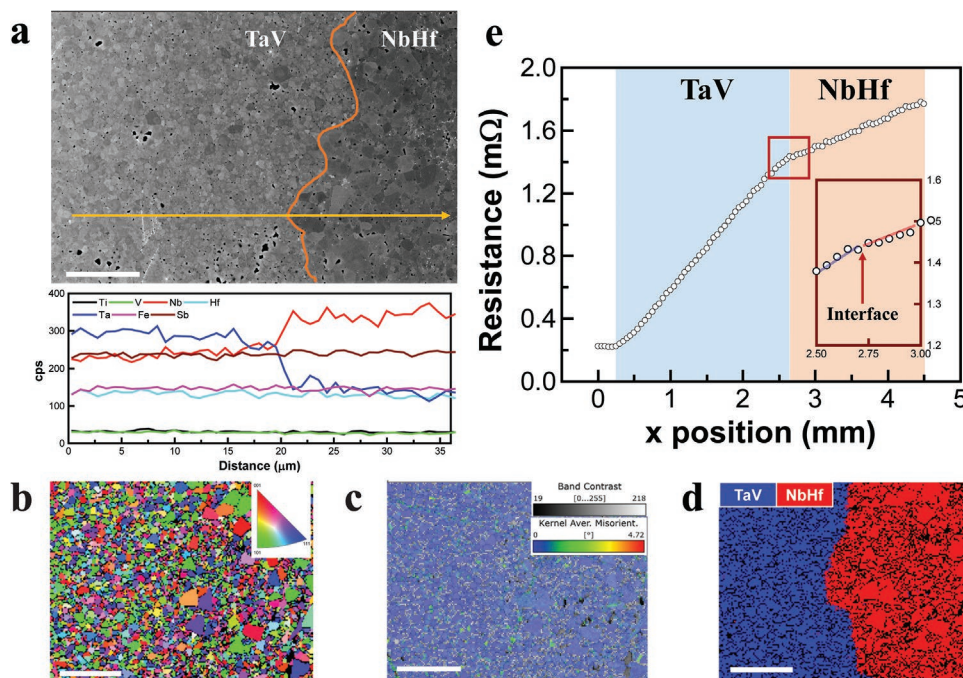 a
TaV
NbHf
400
300
200
100
0
cps
Ti V Nb Hf
Ta Fe Sb
0 5 10 15 20 25 30 35
Distance (μm)
e
2.0
1.6
1.2
0.8
0.4
0.0
Resistance (mΩ)
TaV
NbHf
1.6
1.5
1.4
1.3
1.2
Interface
2.50 2.75 3.00
0 1 2 3 4 5
x position (mm)
b
001
101
111
c
Band Contrast
19 [0...255] 218
Kernel Aver. Misorient.
0 [°] 4.72
d
TaV NbHf